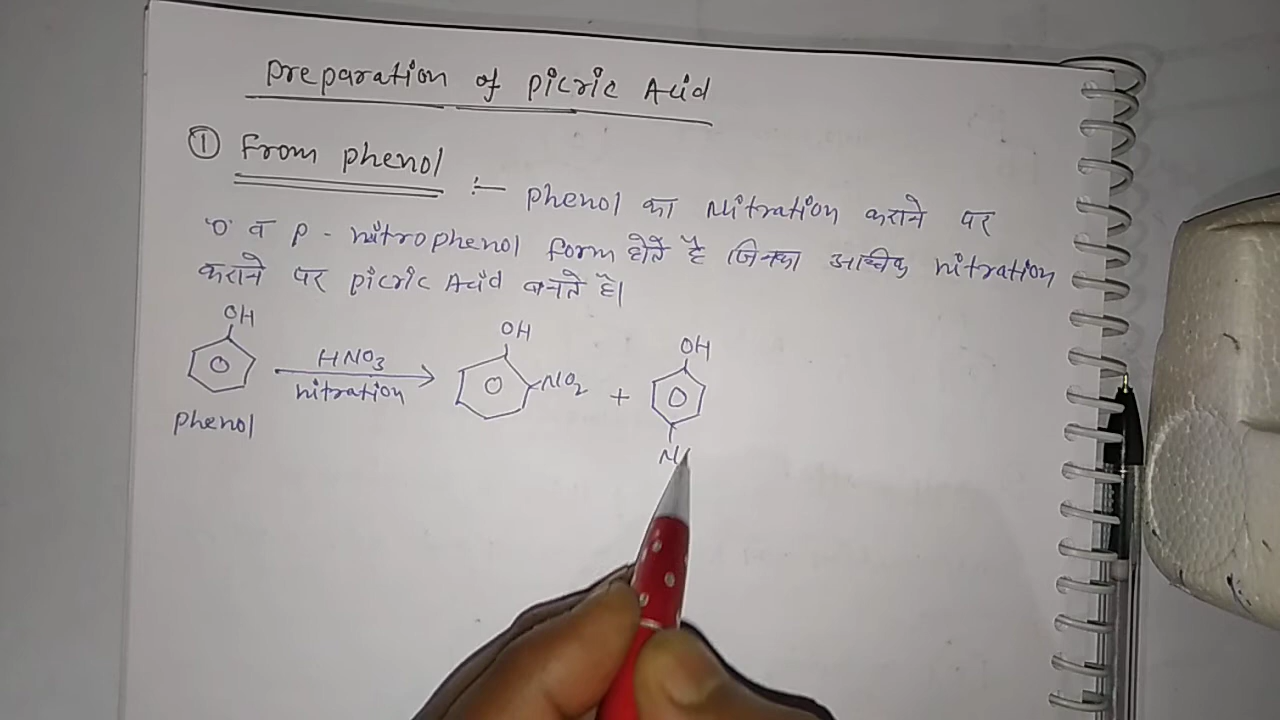 Preparation of Picric Acid
① From phenol :- Phenol का Nitration कराने पर
'o' व p - nitrophenol form होते है जिनका अधिक nitration
कराने पर picric Acid बनते है।
OH OH OH
HNO3
nitration
NO2 +
Phenol
N